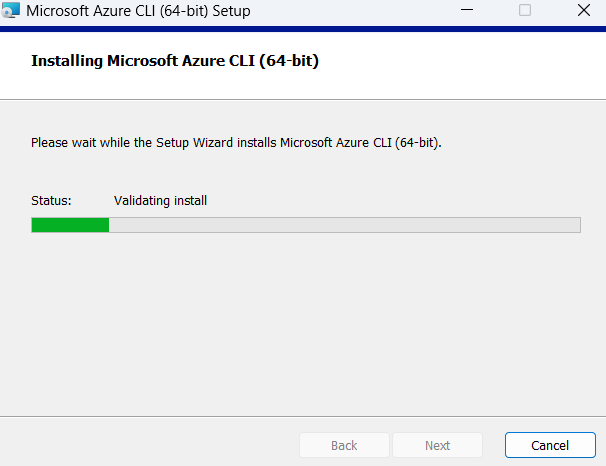 Microsoft Azure CLI (64-bit) Setup
Installing Microsoft Azure CLI (64-bit)
Please wait while the Setup Wizard installs Microsoft Azure CLI (64-bit).
Status: Validating install
Back Next Cancel